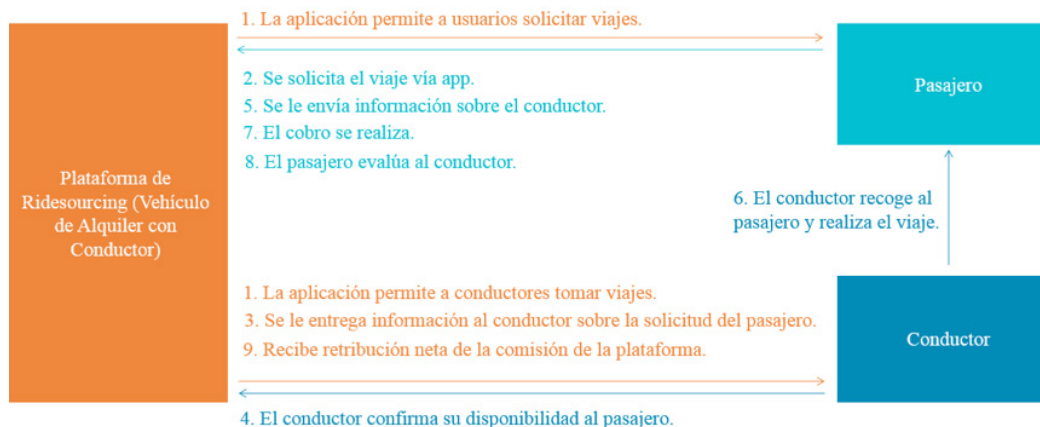 1. La aplicación permite a usuarios solicitar viajes.
2. Se solicita el viaje vía app.
5. Se le envía información sobre el conductor.
7. El cobro se realiza.
8. El pasajero evalúa al conductor.
Pasajero
Plataforma de
Ridesourcing (Vehículo
de Alquiler con
Conductor)
6. El conductor recoge al
pasajero y realiza el viaje.
1. La aplicación permite a conductores tomar viajes.
3. Se le entrega información al conductor sobre la solicitud del pasajero.
9. Recibe retribución neta de la comisión de la plataforma.
Conductor
4. El conductor confirma su disponibilidad al pasajero.